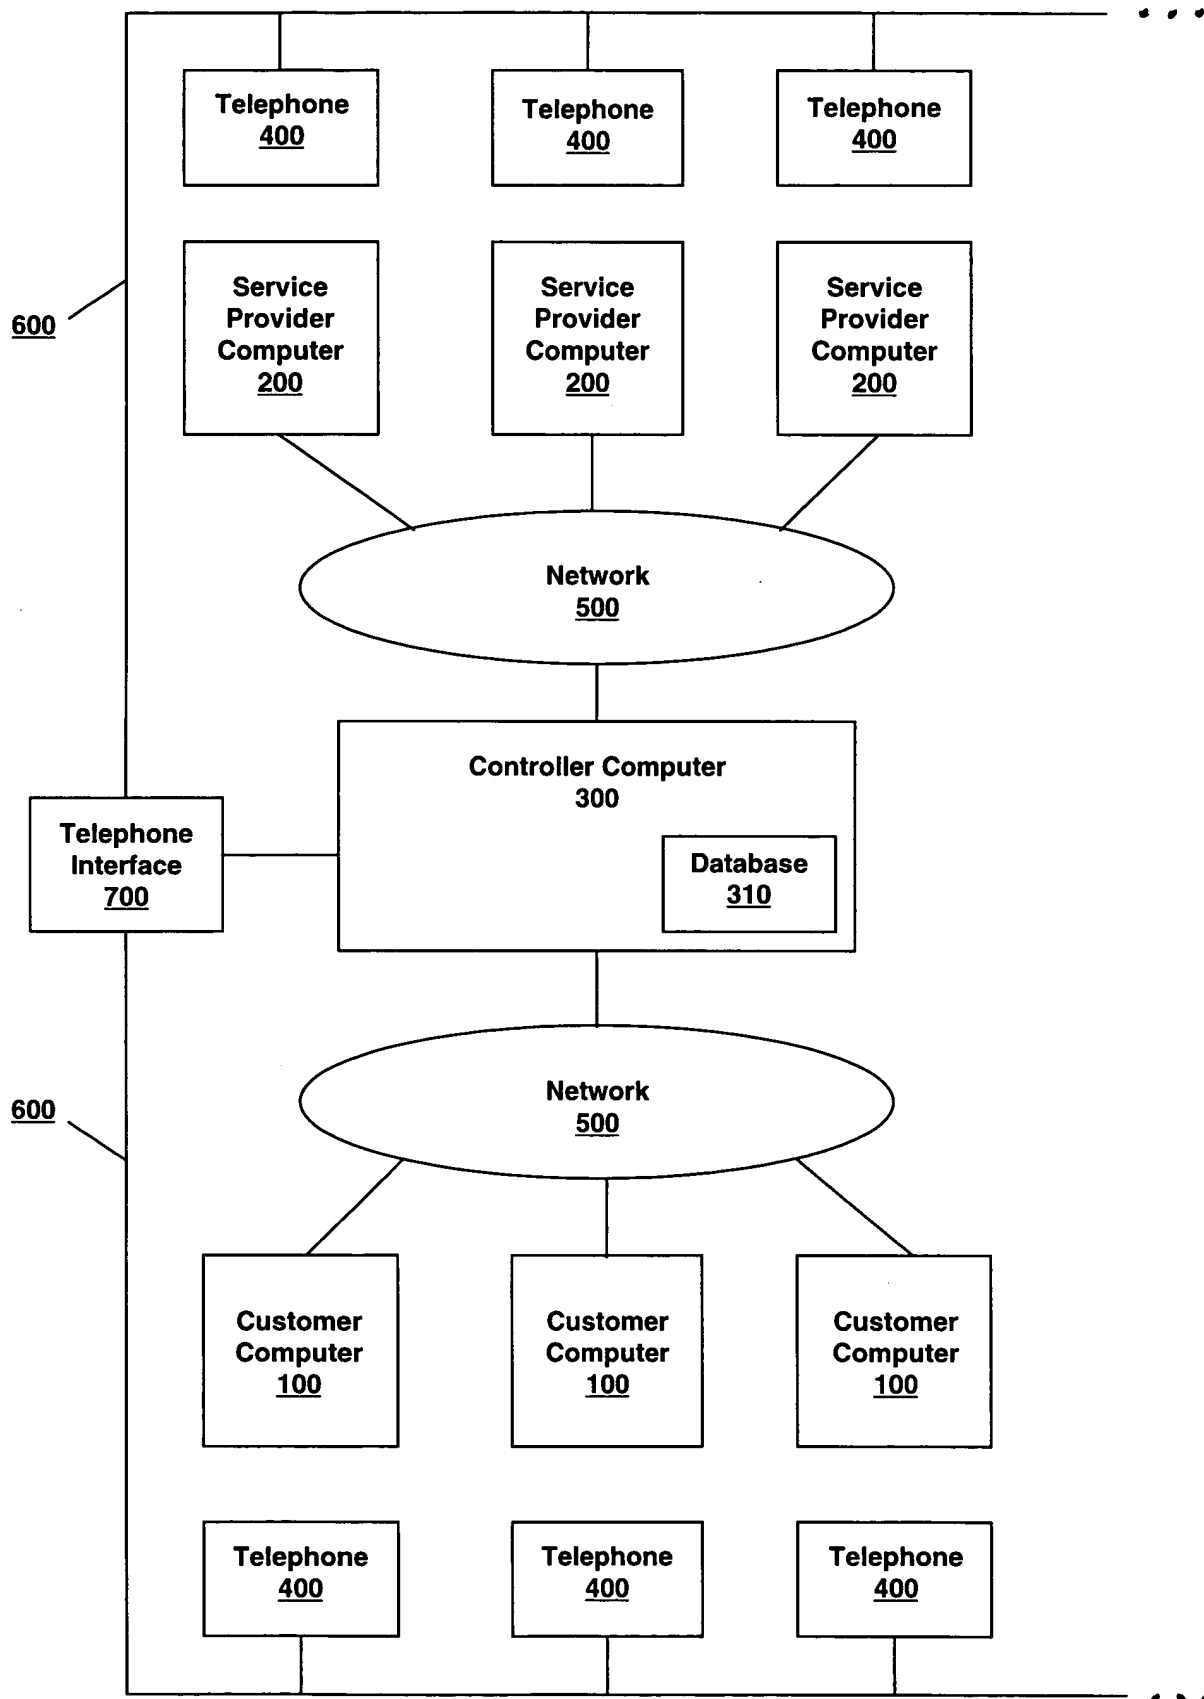 Telephone
400
Telephone
400
Telephone
400
Service
Provider
Computer
200
Service
Provider
Computer
200
Service
Provider
Computer
200
600
Network
500
Controller Computer
300
Telephone
Interface
700
Database
310
Network
500
600
Customer
Computer
100
Customer
Computer
100
Customer
Computer
100
Telephone
400
Telephone
400
Telephone
400